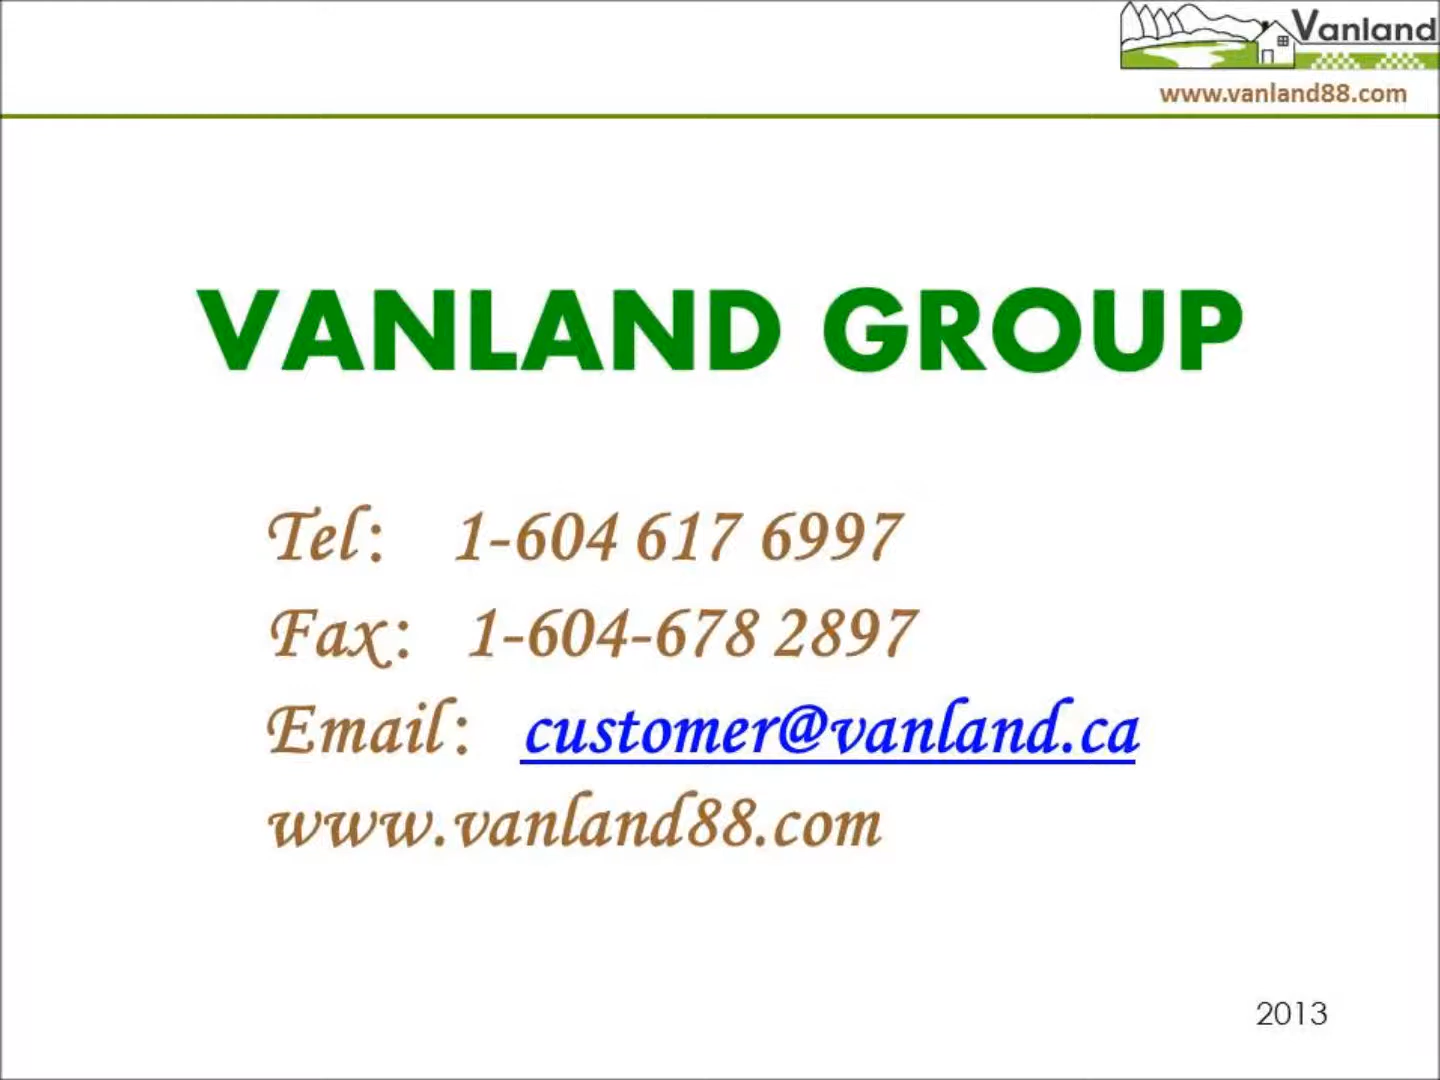 Vanland
www.vanland88.com
VANLAND GROUP
Tel: 1-604 617 6997
Fax: 1-604-678 2897
Email: customer@vanland.ca
www.vanland88.com
2013